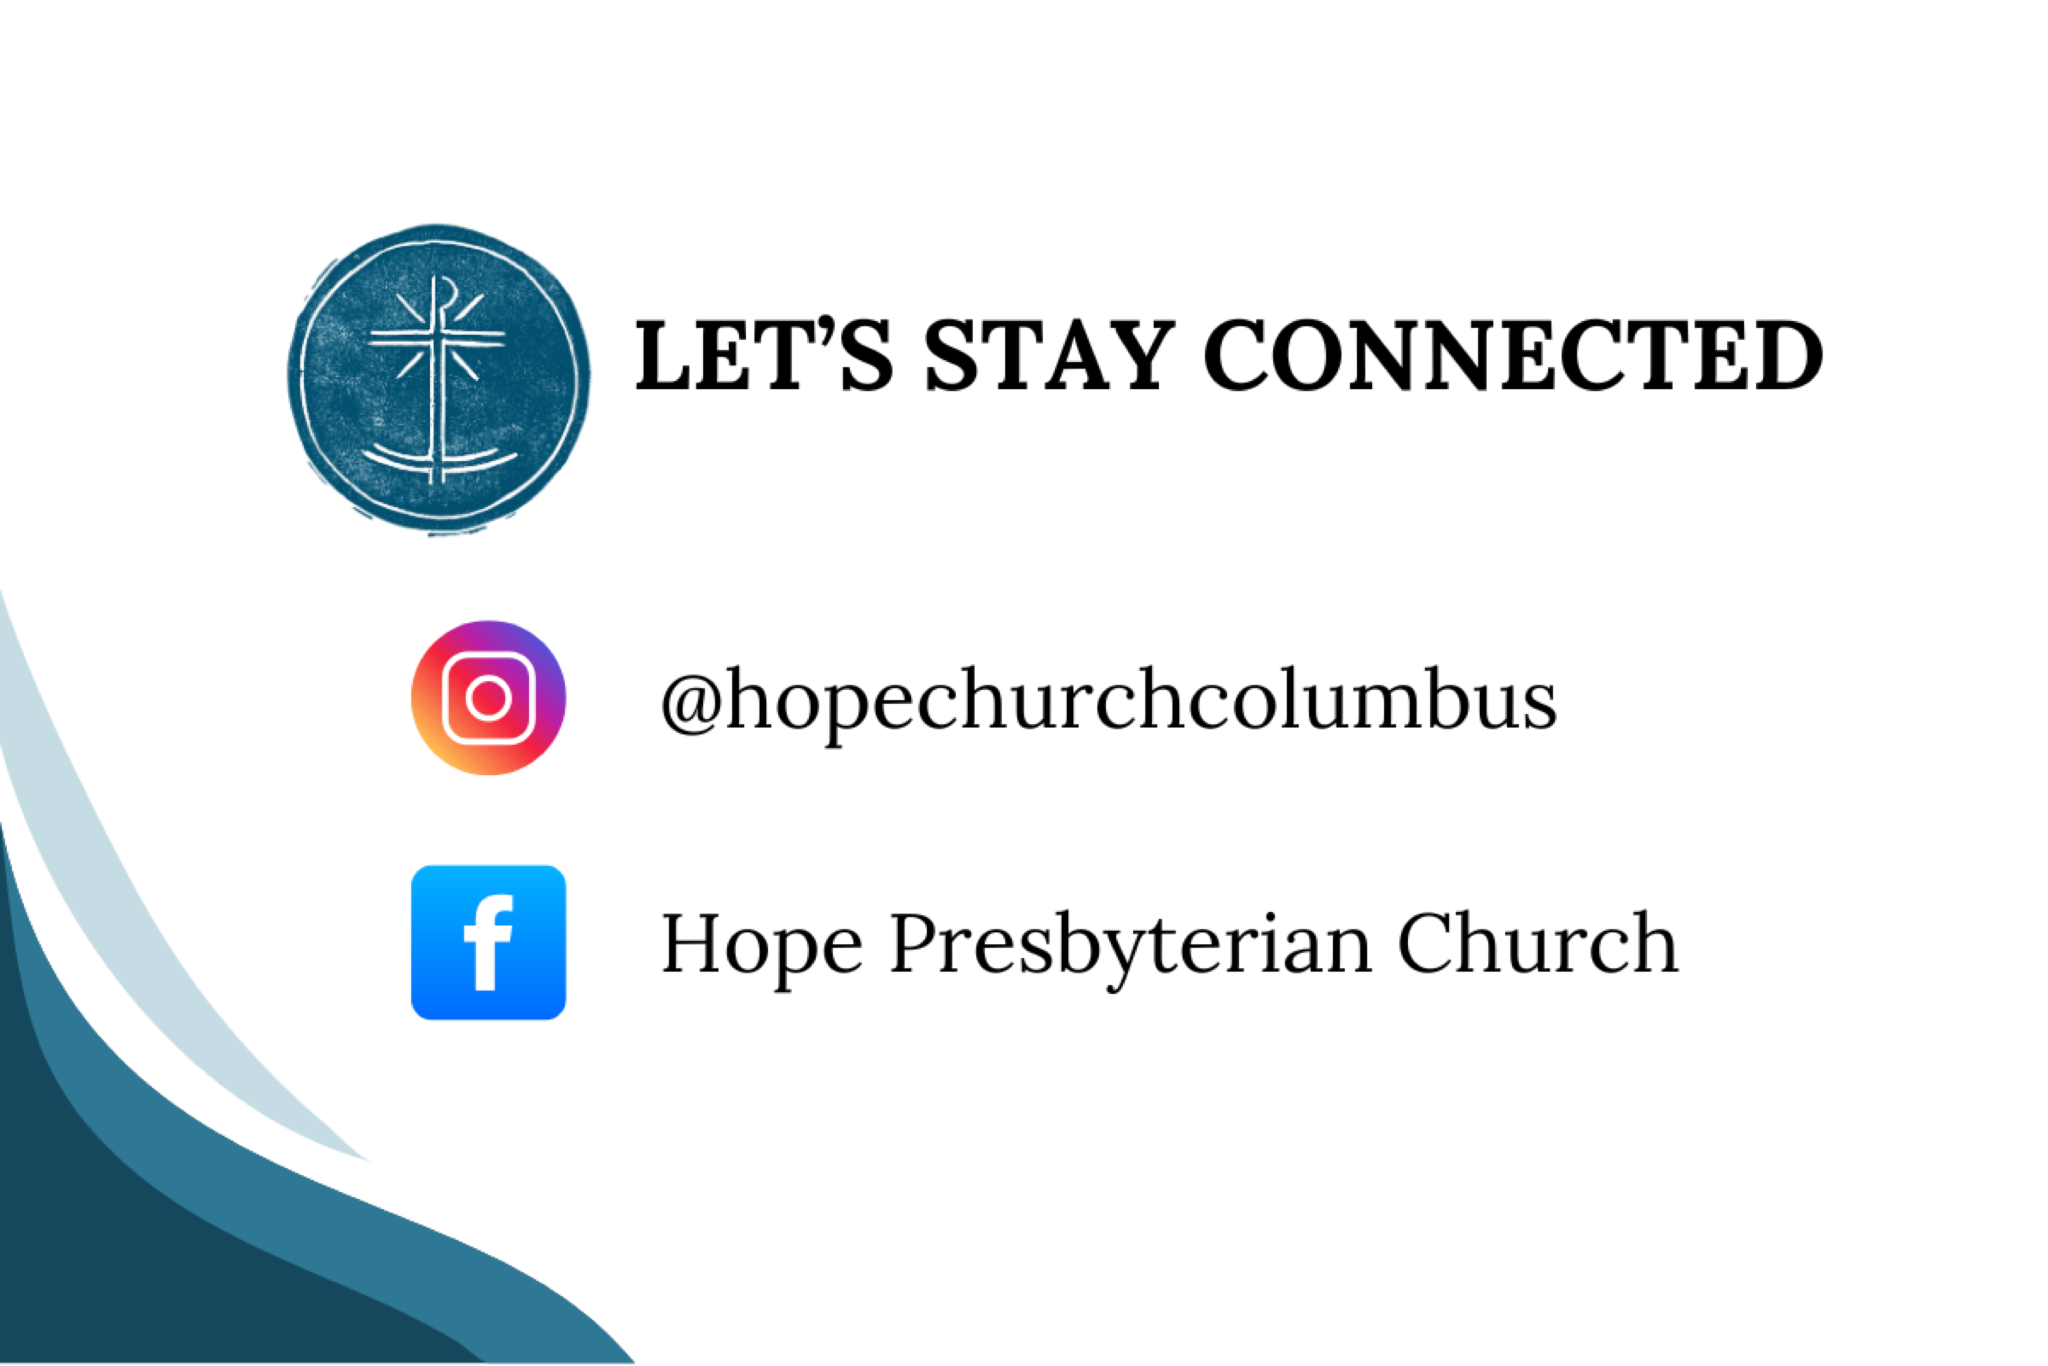 LET’S STAY CONNECTED
@hopechurchcolumbus
Hope Presbyterian Church